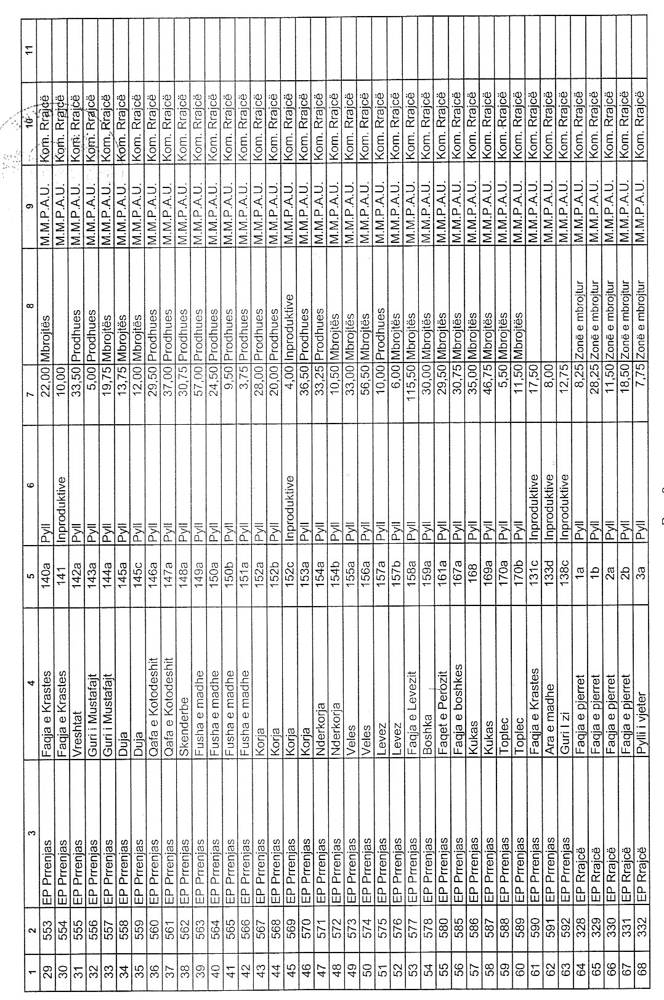 1 2 3 4 5 6 7 8 9 10 11
29 553 EP Prrenjas Faqja e Krastes 140a Pyll 22,00 Mbrojtës M.M.P.A.U. Kom. Rrajcë
30 554 EP Prrenjas Faqja e Krastes 141 Inproduktive 10,00 M.M.P.A.U. Kom. Rrajcë
31 555 EP Prrenjas Vreshtat 142a Pyll 33,50 Prodhues M.M.P.A.U. Kom. Rrajcë
32 556 EP Prrenjas Guri i Mustafajt 143a Pyll 5,00 Prodhues M.M.P.A.U. Kom. Rrajcë
33 557 EP Prrenjas Guri i Mustafajt 144a Pyll 19,75 Mbrojtës M.M.P.A.U. Kom. Rrajcë
34 558 EP Prrenjas Duja 145a Pyll 13,75 Mbrojtës M.M.P.A.U. Kom. Rrajcë
35 559 EP Prrenjas Duja 145c Pyll 12,00 Mbrojtës M.M.P.A.U. Kom. Rrajcë
36 560 EP Prrenjas Qafa e Kotodeshit 146a Pyll 29,50 Prodhues M.M.P.A.U. Kom. Rrajcë
37 561 EP Prrenjas Qafa e Kotodeshit 147a Pyll 37,00 Prodhues M.M.P.A.U. Kom. Rrajcë
38 562 EP Prrenjas Skenderbe 148a Pyll 30,75 Prodhues M.M.P.A.U. Kom. Rrajcë
39 563 EP Prrenjas Fusha e madhe 149a Pyll 57,00 Prodhues M.M.P.A.U. Kom. Rrajcë
40 564 EP Prrenjas Fusha e madhe 150a Pyll 24,50 Prodhues M.M.P.A.U. Kom. Rrajcë
41 565 EP Prrenjas Fusha e madhe 150b Pyll 9,50 Prodhues M.M.P.A.U. Kom. Rrajcë
42 566 EP Prrenjas Fusha e madhe 151a Pyll 3,75 Prodhues M.M.P.A.U. Kom. Rrajcë
43 567 EP Prrenjas Korja 152a Pyll 28,00 Prodhues M.M.P.A.U. Kom. Rrajcë
44 568 EP Prrenjas Korja 152b Pyll 20,00 Prodhues M.M.P.A.U. Kom. Rrajcë
45 569 EP Prrenjas Korja 152c Inproduktive 4,00 Inproduktive M.M.P.A.U. Kom. Rrajcë
46 570 EP Prrenjas Korja 153a Pyll 36,50 Prodhues M.M.P.A.U. Kom. Rrajcë
47 571 EP Prrenjas Nderkorja 154a Pyll 33,25 Prodhues M.M.P.A.U. Kom. Rrajcë
48 572 EP Prrenjas Nderkorja 154b Pyll 10,50 Mbrojtës M.M.P.A.U. Kom. Rrajcë
49 573 EP Prrenjas Veles 155a Pyll 33,00 Mbrojtës M.M.P.A.U. Kom. Rrajcë
50 574 EP Prrenjas Veles 156a Pyll 56,50 Mbrojtës M.M.P.A.U. Kom. Rrajcë
51 575 EP Prrenjas Levez 157a Pyll 10,00 Prodhues M.M.P.A.U. Kom. Rrajcë
52 576 EP Prrenjas Levez 157b Pyll 6,00 Mbrojtës M.M.P.A.U. Kom. Rrajcë
53 577 EP Prrenjas Faqja e Levezit 158a Pyll 115,50 Mbrojtës M.M.P.A.U. Kom. Rrajcë
54 578 EP Prrenjas Boshka 159a Pyll 30,00 Mbrojtës M.M.P.A.U. Kom. Rrajcë
55 580 EP Prrenjas Faqet e Perozit 161a Pyll 29,50 Mbrojtës M.M.P.A.U. Kom. Rrajcë
56 585 EP Prrenjas Faqja e boshkes 167a Pyll 30,75 Mbrojtës M.M.P.A.U. Kom. Rrajcë
57 586 EP Prrenjas Kukas 168 Pyll 35,00 Mbrojtës M.M.P.A.U. Kom. Rrajcë
58 587 EP Prrenjas Kukas 169a Pyll 46,75 Mbrojtës M.M.P.A.U. Kom. Rrajcë
59 588 EP Prrenjas Toplec 170a Pyll 5,50 Mbrojtës M.M.P.A.U. Kom. Rrajcë
60 589 EP Prrenjas Toplec 170b Pyll 11,50 Mbrojtës M.M.P.A.U. Kom. Rrajcë
61 590 EP Prrenjas Faqja e Krastes 131c Inproduktive 17,50 M.M.P.A.U. Kom. Rrajcë
62 591 EP Prrenjas Ara e madhe 133d Inproduktive 8,00 M.M.P.A.U. Kom. Rrajcë
63 592 EP Prrenjas Guri I zi 138c Inproduktive 12,75 M.M.P.A.U. Kom. Rrajcë
64 328 EP Rrajcë Faqja e pjerret 1a Pyll 8,25 Zonë e mbrojtur M.M.P.A.U. Kom. Rrajcë
65 329 EP Rrajcë Faqja e pjerret 1b Pyll 28,25 Zonë e mbrojtur M.M.P.A.U. Kom. Rrajcë
66 330 EP Rrajcë Faqja e pjerret 2a Pyll 11,50 Zonë e mbrojtur M.M.P.A.U. Kom. Rrajcë
67 331 EP Rrajcë Faqja e pjerret 2b Pyll 18,50 Zonë e mbrojtur M.M.P.A.U. Kom. Rrajcë
68 332 EP Rrajcë Pylli i vjeter 3a Pyll 7,75 Zonë e mbrojtur M.M.P.A.U. Kom. Rrajcë